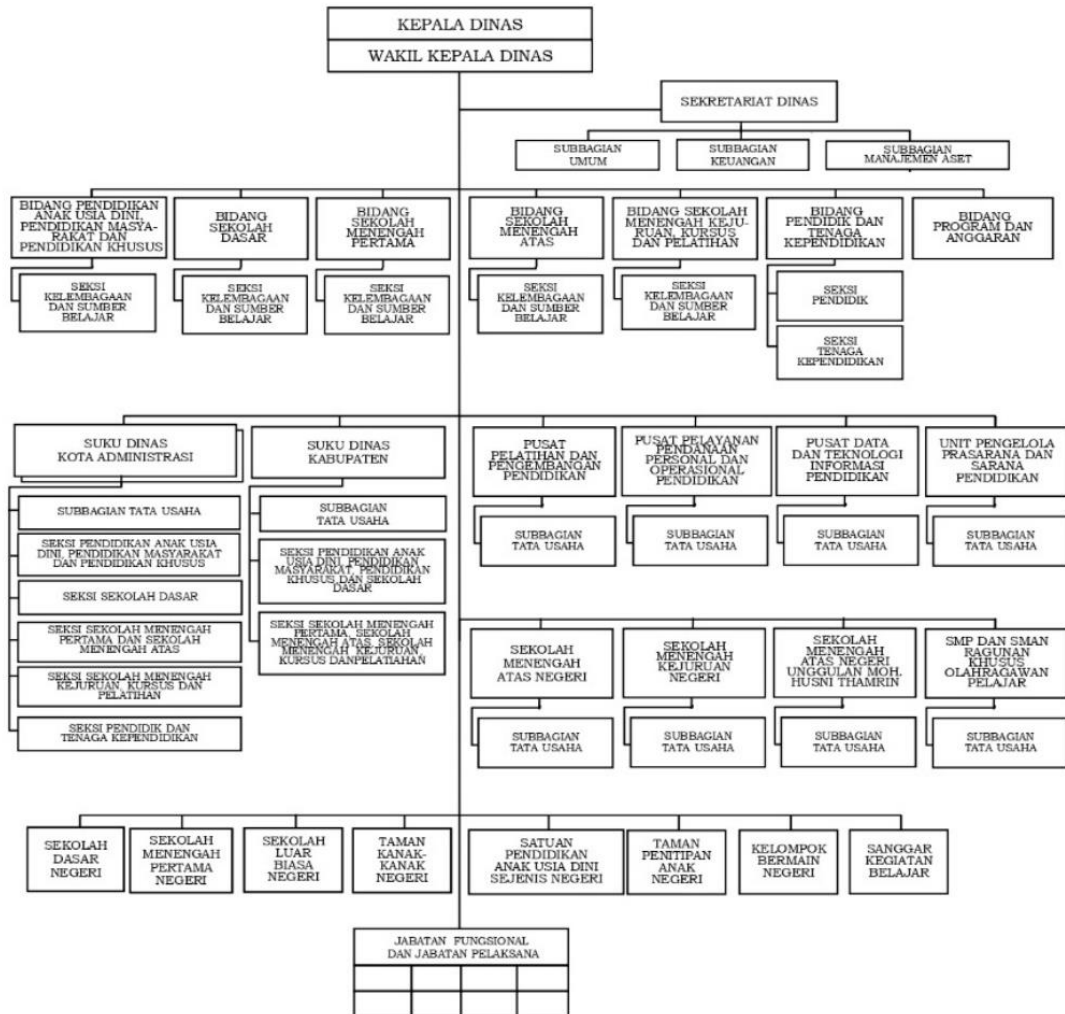 KEPALA DINAS
WAKIL KEPALA DINAS
SEKRETARIAT DINAS
SUBBAGIAN
UMUM
SUBBAGIAN
KEUANGAN
SUBBAGIAN
MANAJEMEN ASET
BIDANG PENDIDIKAN
ANAK USIA DINI,
PENDIDIKAN MASYA-
RAKAT DAN
PENDIDIKAN KHUSUS
BIDANG
SEKOLAH
DASAR
BIDANG
SEKOLAH
MENENGAH
PERTAMA
BIDANG
SEKOLAH
MENENGAH
ATAS
BIDANG SEKOLAH
MENENGAH KEJU-
RUAN, KURSUS
DAN PELATIHAN
BIDANG
PENDIDIK DAN
TENAGA
KEPENDIDIKAN
BIDANG
PROGRAM DAN
ANGGARAN
SEKSI
KELEMBAGAAN
DAN SUMBER
BELAJAR
SEKSI
KELEMBAGAAN
DAN SUMBER
BELAJAR
SEKSI
KELEMBAGAAN
DAN SUMBER
BELAJAR
SEKSI
KELEMBAGAAN
DAN SUMBER
BELAJAR
SEKSI
KELEMBAGAAN
DAN SUMBER
BELAJAR
SEKSI
PENDIDIK
SEKSI
TENAGA
KEPENDIDIKAN
SUKU DINAS
KOTA ADMINISTRASI
SUBBAGIAN TATA USAHA
SEKSI PENDIDIKAN ANAK USIA
DINI, PENDIDIKAN MASYARAKAT
DAN PENDIDIKAN KHUSUS
SEKSI SEKOLAH DASAR
SEKSI SEKOLAH MENENGAH
PERTAMA DAN SEKOLAH
MENENGAH ATAS
SEKSI SEKOLAH MENENGAH
KEJURUAN, KURSUS DAN
PELATIHAN
SEKSI PENDIDIK DAN
TENAGA KEPENDIDIKAN
SUKU DINAS
KABUPATEN
SUBBAGIAN
TATA USAHA
SEKSI PENDIDIKAN ANAK
USIA DINI, PENDIDIKAN
MASYARAKAT, PENDIDIKAN
KHUSUS DAN SEKOLAH
DASAR
SEKSI SEKOLAH MENENGAH
PERTAMA, SEKOLAH
MENENGAH ATAS, SEKOLAH
MENENGAH KEJURUAN,
KURSUS DANPELATIAHAN
PUSAT
PELATIHAN DAN
PENGEMBANGAN
PENDIDIKAN
PUSAT PELAYANAN
PENDANAAN
PERSONAL DAN
OPERASIONAL
PENDIDIKAN
PUSAT DATA
DAN TEKNOLOGI
INFORMASI
PENDIDIKAN
UNIT PENGELOLA
PRASARANA DAN
SARANA
PENDIDIKAN
SUBBAGIAN
TATA USAHA
SUBBAGIAN
TATA USAHA
SUBBAGIAN
TATA USAHA
SUBBAGIAN
TATA USAHA
SEKOLAH
MENENGAH
ATAS NEGERI
SEKOLAH
MENENGAH
KEJURUAN
NEGERI
SEKOLAH
MENENGAH
ATAS NEGERI
UNGGULAN MOH.
HUSNI THAMRIN
SMP DAN SMAN
RAGUNAN
KHUSUS
OLAHRAGAWAN
PELAJAR
SUBBAGIAN
TATA USAHA
SUBBAGIAN
TATA USAHA
SUBBAGIAN
TATA USAHA
SUBBAGIAN
TATA USAHA
SEKOLAH
DASAR
NEGERI
SEKOLAH
MENENGAH
PERTAMA
NEGERI
SEKOLAH
LUAR
BIASA
NEGERI
TAMAN
KANAK-
KANAK
NEGERI
SATUAN
PENDIDIKAN
ANAK USIA DINI
SEJENIS NEGERI
TAMAN
PENITIPAN
ANAK NEGERI
KELOMPOK
BERMAIN
NEGERI
SANGGAR
KEGIATAN
BELAJAR
JABATAN FUNGSIONAL
DAN JABATAN PELAKSANA